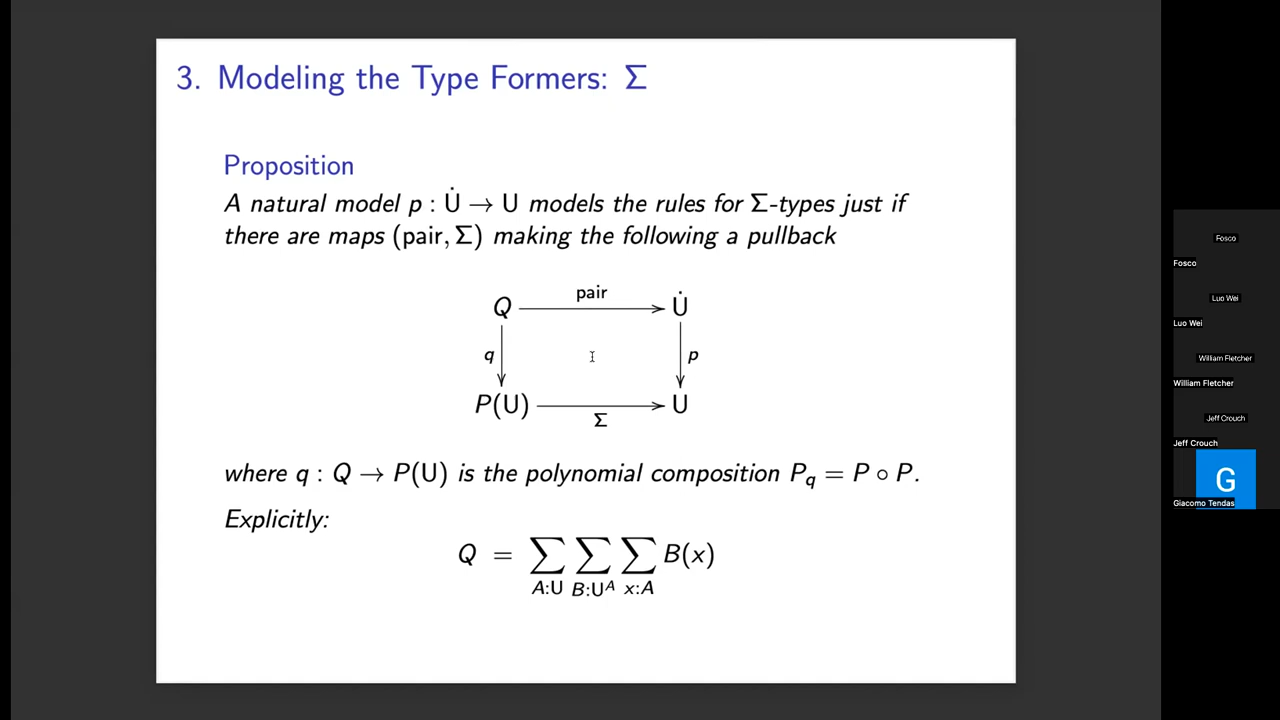 3. Modeling the Type Formers: Σ
Proposition
A natural model p : U̇ → U models the rules for Σ-types just if
there are maps (pair, Σ) making the following a pullback
pair
Q
U̇
q
p
P(U)
U
Σ
where q : Q → P(U) is the polynomial composition P_q = P ∘ P.
Explicitly:
Q = ∑ ∑ ∑ B(x)
A:U B:U^A x:A
Fosco
Fosco
Luo Wei
Luo Wei
William Fletcher
William Fletcher
Jeff Crouch
Jeff Crouch
G
Giacomo Tendas